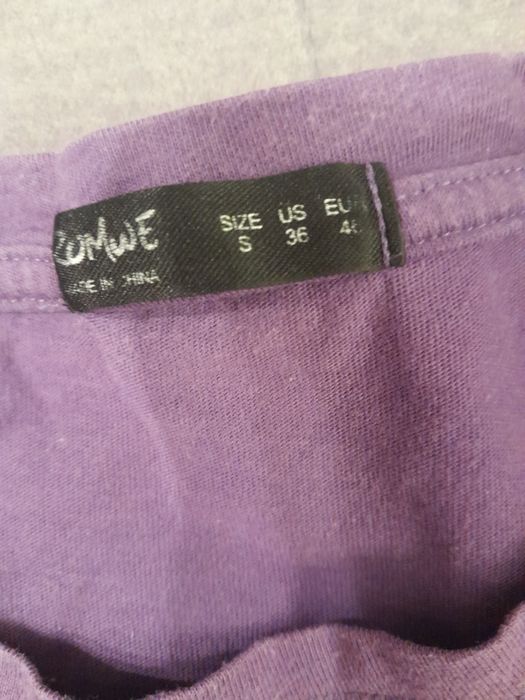 ROMWE
MADE IN CHINA
SIZE US EU
S 36